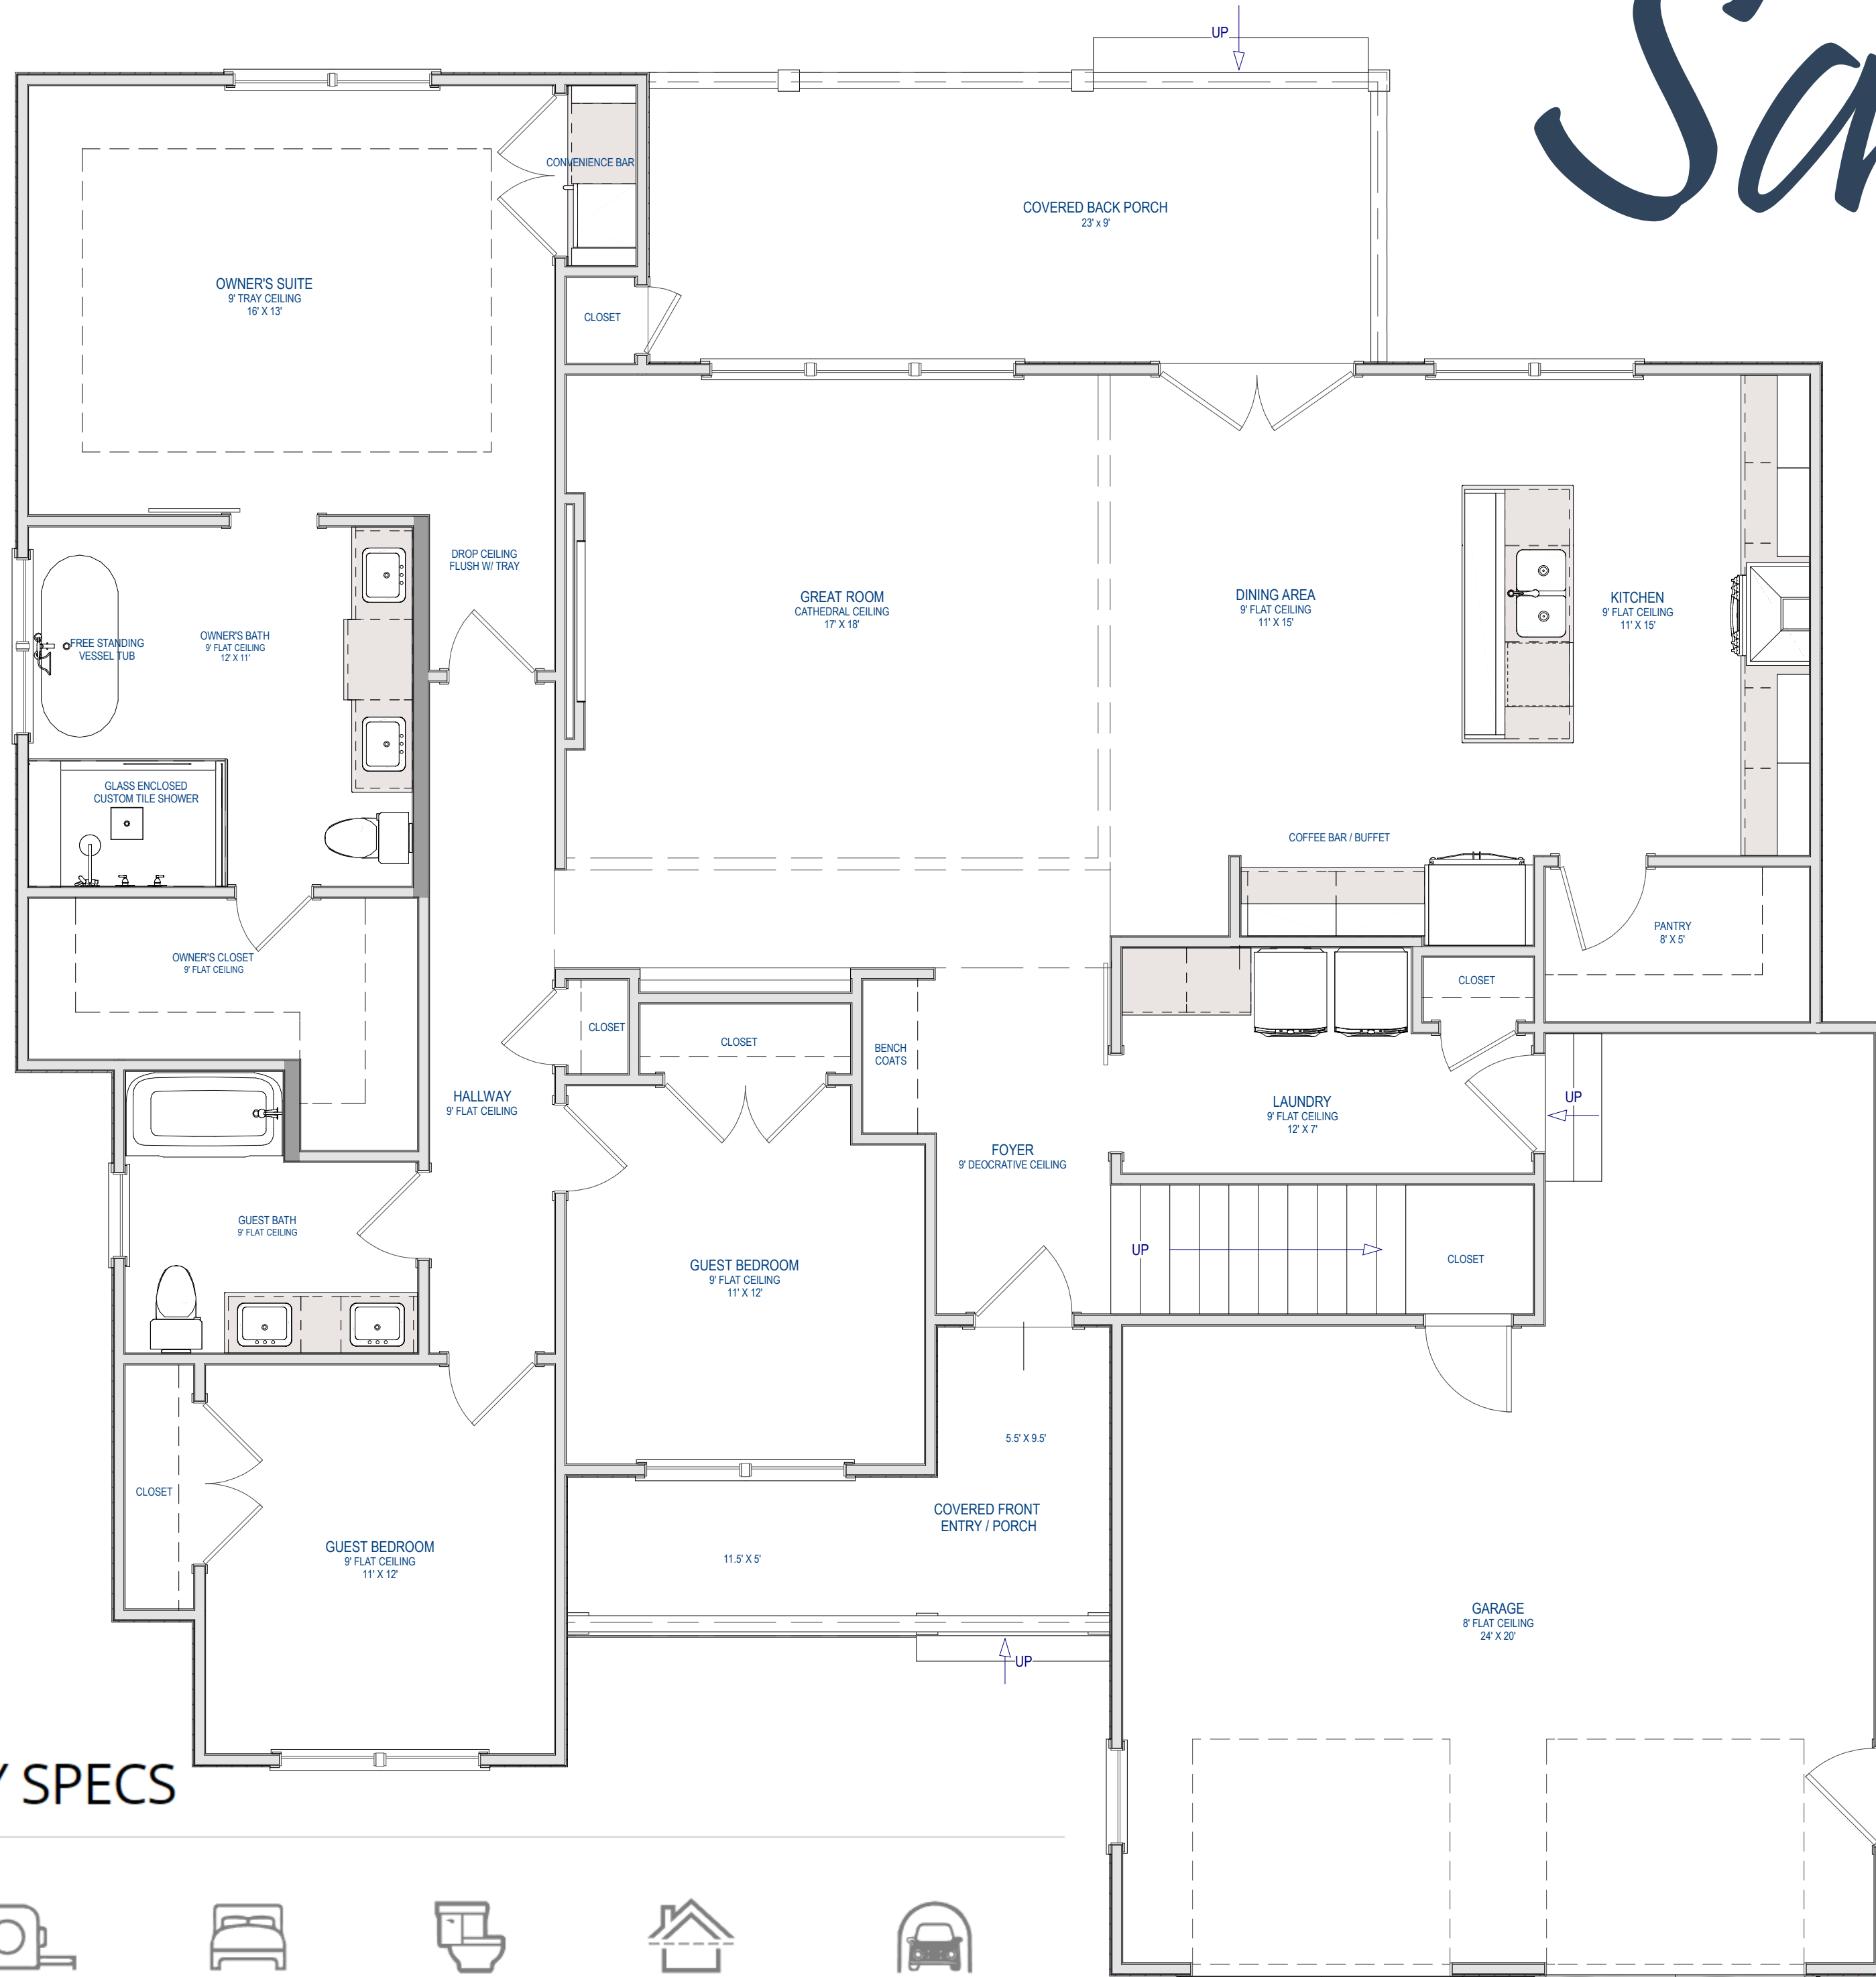 Sa
UP
CONVENIENCE BAR
COVERED BACK PORCH
23' x 9'
OWNER'S SUITE
9' TRAY CEILING
16' X 13'
CLOSET
DROP CEILING
FLUSH W/ TRAY
GREAT ROOM
CATHEDRAL CEILING
17' X 18'
DINING AREA
9' FLAT CEILING
11' X 15'
KITCHEN
9' FLAT CEILING
11' X 15'
FREE STANDING
VESSEL TUB
OWNER'S BATH
9' FLAT CEILING
12' X 11'
GLASS ENCLOSED
CUSTOM TILE SHOWER
COFFEE BAR / BUFFET
PANTRY
8' X 5'
OWNER'S CLOSET
9' FLAT CEILING
CLOSET
CLOSET
CLOSET
BENCH
COATS
HALLWAY
9' FLAT CEILING
LAUNDRY
9' FLAT CEILING
12' X 7'
UP
FOYER
9' DEOCRATIVE CEILING
GUEST BATH
9' FLAT CEILING
GUEST BEDROOM
9' FLAT CEILING
11' X 12'
UP
CLOSET
5.5' X 9.5'
CLOSET
COVERED FRONT
ENTRY / PORCH
GUEST BEDROOM
9' FLAT CEILING
11' X 12'
11.5' X 5'
GARAGE
8' FLAT CEILING
24' X 20'
UP
SPECS